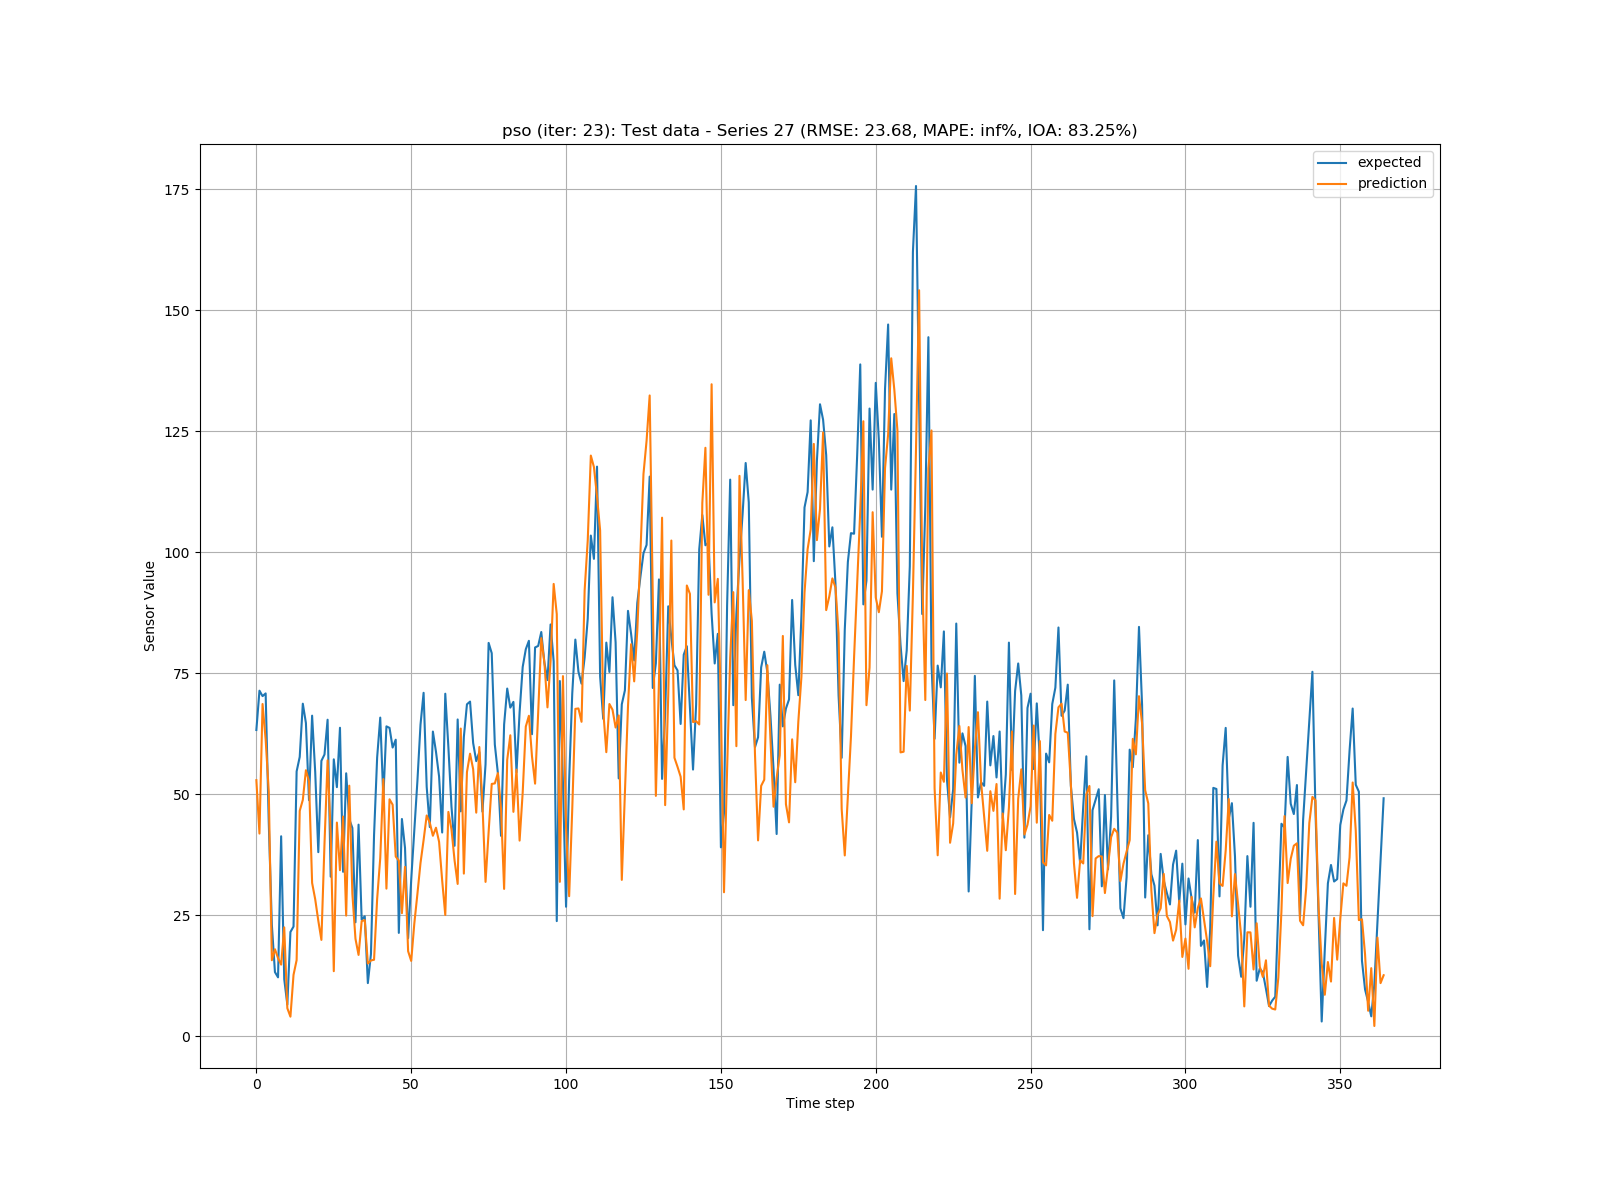 pso (iter: 23): Test data - Series 27 (RMSE: 23.68, MAPE: inf%, IOA: 83.25%)
expected
prediction
175
150
125
100
75
50
25
0
Sensor Value
0 50 100 150 200 250 300 350
Time step